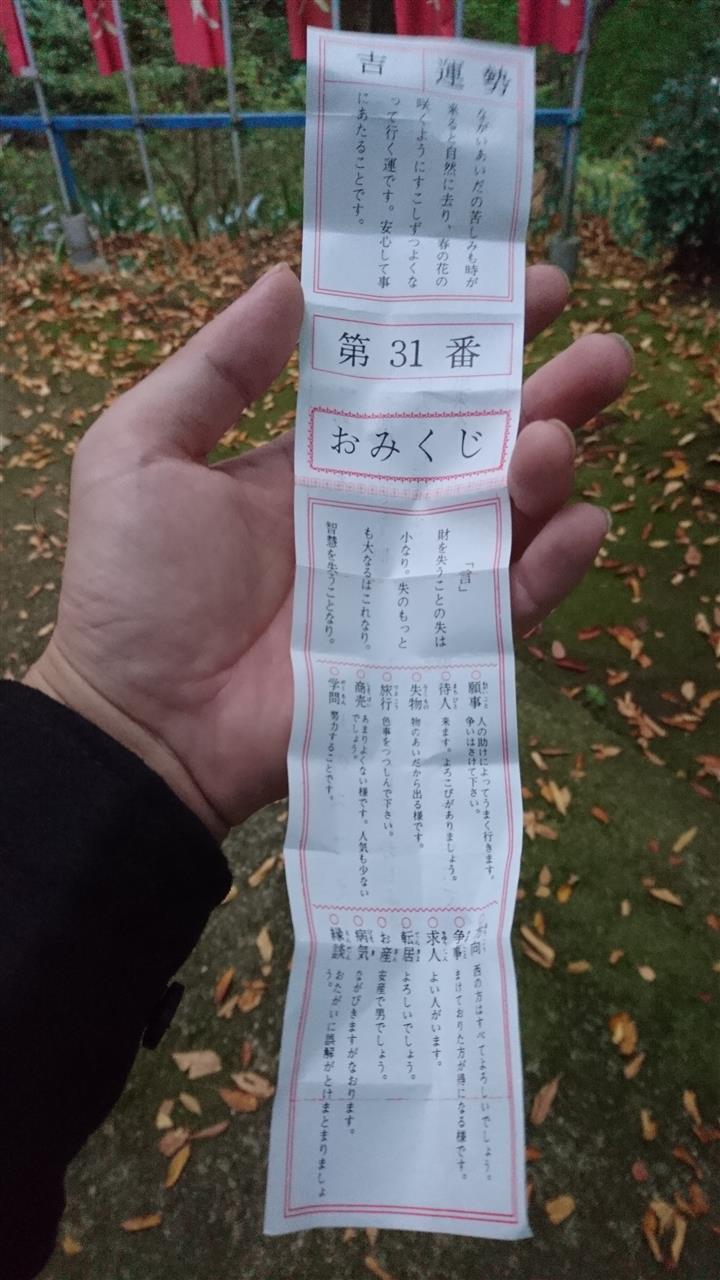 運勢
吉
ながいあいだの苦しみも時が
来ると自然に去り、春の花の
咲くようにすこしずつよくな
って行く運です。安心して事
にあたることです。
第31番
おみくじ
「言」
財を失うことの失は
小なり。失のもっと
も大なるはこれなり。
智慧を失うことなり。
○願事 人の助けによってうまく行きます。
争いはさけて下さい。
○待人 来ます。よろこびがありましょう。
○失物 物のあいだから出る様です。
○旅行 色事をつつしんで下さい。
○商売 あまりよくない様です。人気も少ない
でしょう。
○学問 勢力することです。
○方向 西の方はすべてよろしいでしょう。
○争事 まけておりた方が得になる様です。
○求人 よい人がいます。
○転居 よろしいでしょう。
○お産 安産で男でしょう。
○病気 ながびきますがなおります。
○縁談 おたがいに誤解がとけまとまりましょ
う。